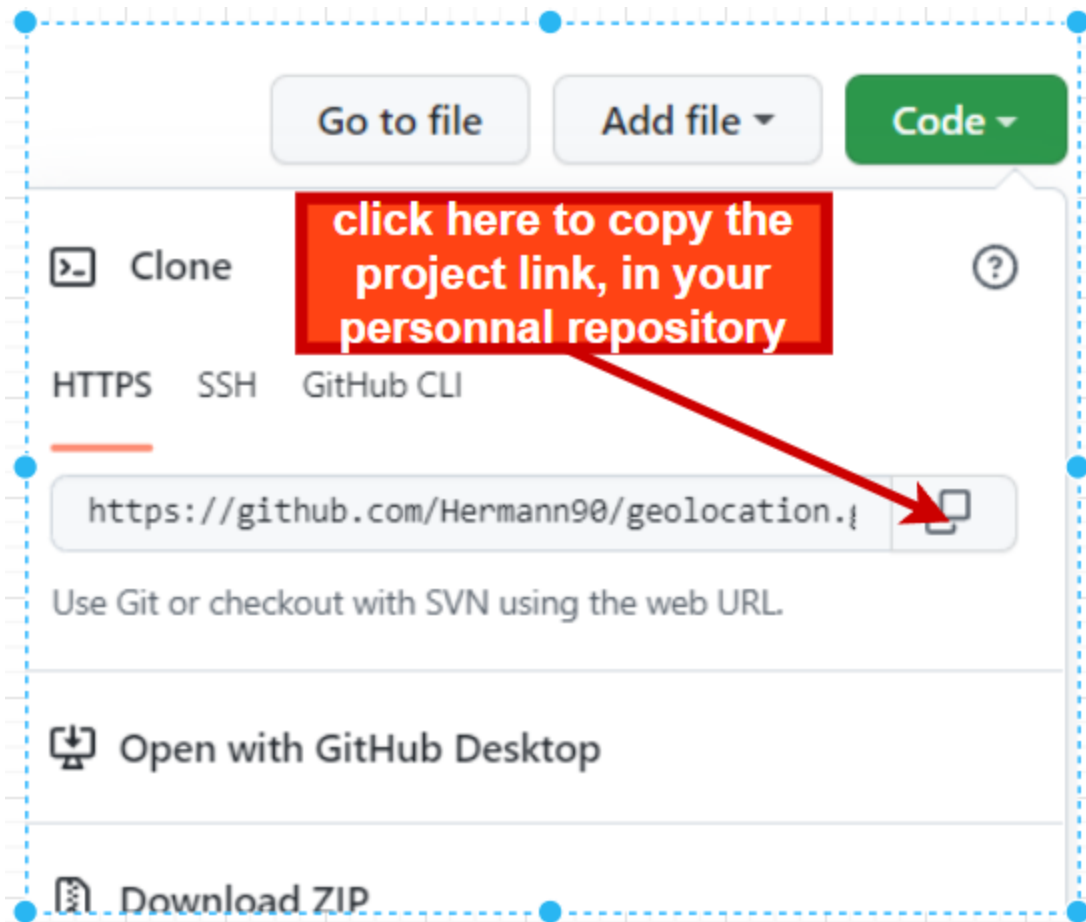 Go to file Add file Code
click here to copy the
project link, in your
personnal repository
Clone
HTTPS SSH GitHub CLI
https://github.com/Hermann90/geolocation.g
Use Git or checkout with SVN using the web URL.
Open with GitHub Desktop
Download ZIP